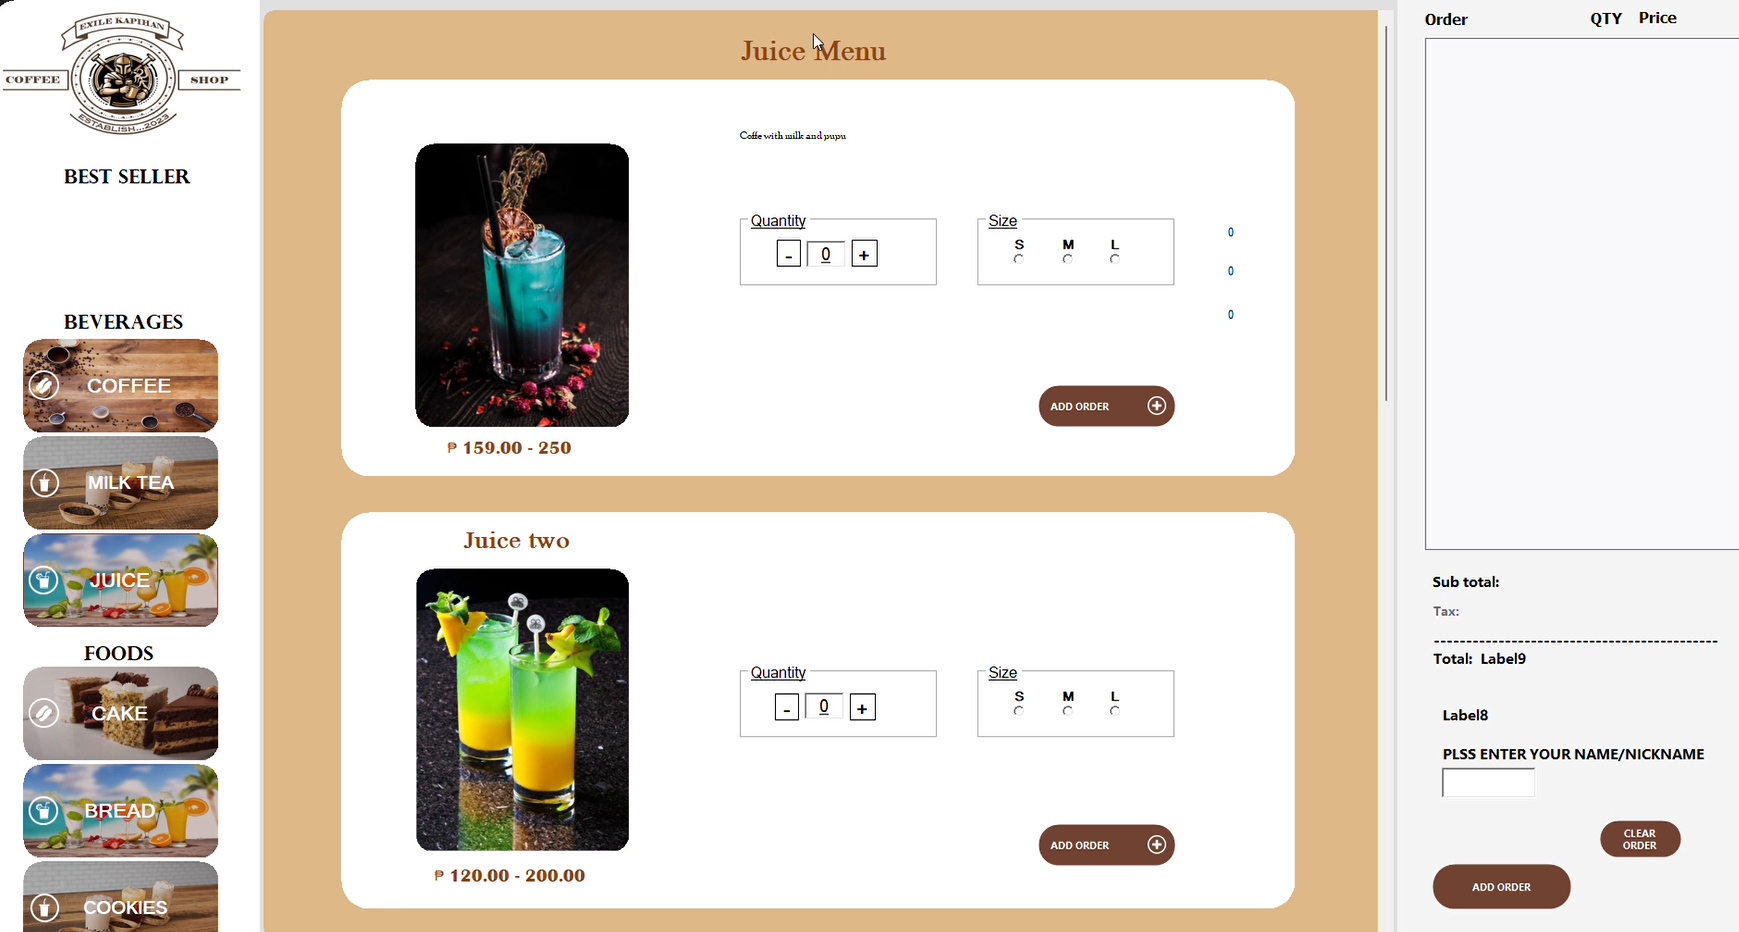 EXILE KAPIHAN
COFFEE SHOP
ESTABLISH...2023
BEST SELLER
BEVERAGES
COFFEE
MILK TEA
JUICE
FOODS
CAKE
BREAD
COOKIES
Juice Menu
Coffe with milk and pupu
Quantity
- 0 +
Size
S M L
0
0
0
ADD ORDER
₱ 159.00 - 250
Juice two
Quantity
- 0 +
Size
S M L
ADD ORDER
₱ 120.00 - 200.00
Order QTY Price
Sub total:
Tax:
--------------------------------------------
Total: Label9
Label8
PLSS ENTER YOUR NAME/NICKNAME
CLEAR
ORDER
ADD ORDER